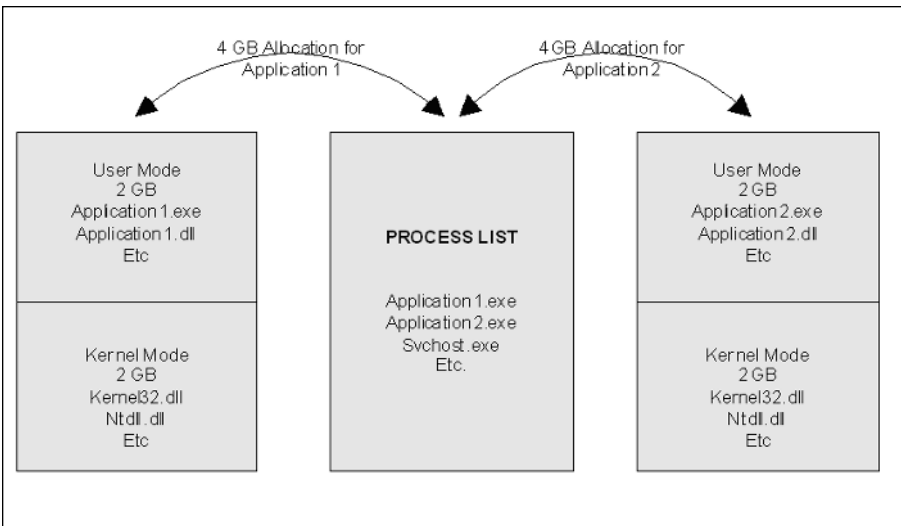 4 GB Allocation for
Application 1
4 GB Allocation for
Application 2
User Mode
2 GB
Application 1.exe
Application 1.dll
Etc
Kernel Mode
2 GB
Kernel32.dll
Ntdll.dll
Etc
PROCESS LIST
Application 1.exe
Application 2.exe
Svchost.exe
Etc.
User Mode
2 GB
Application 2.exe
Application 2.dll
Etc
Kernel Mode
2 GB
Kernel32.dll
Ntdll.dll
Etc